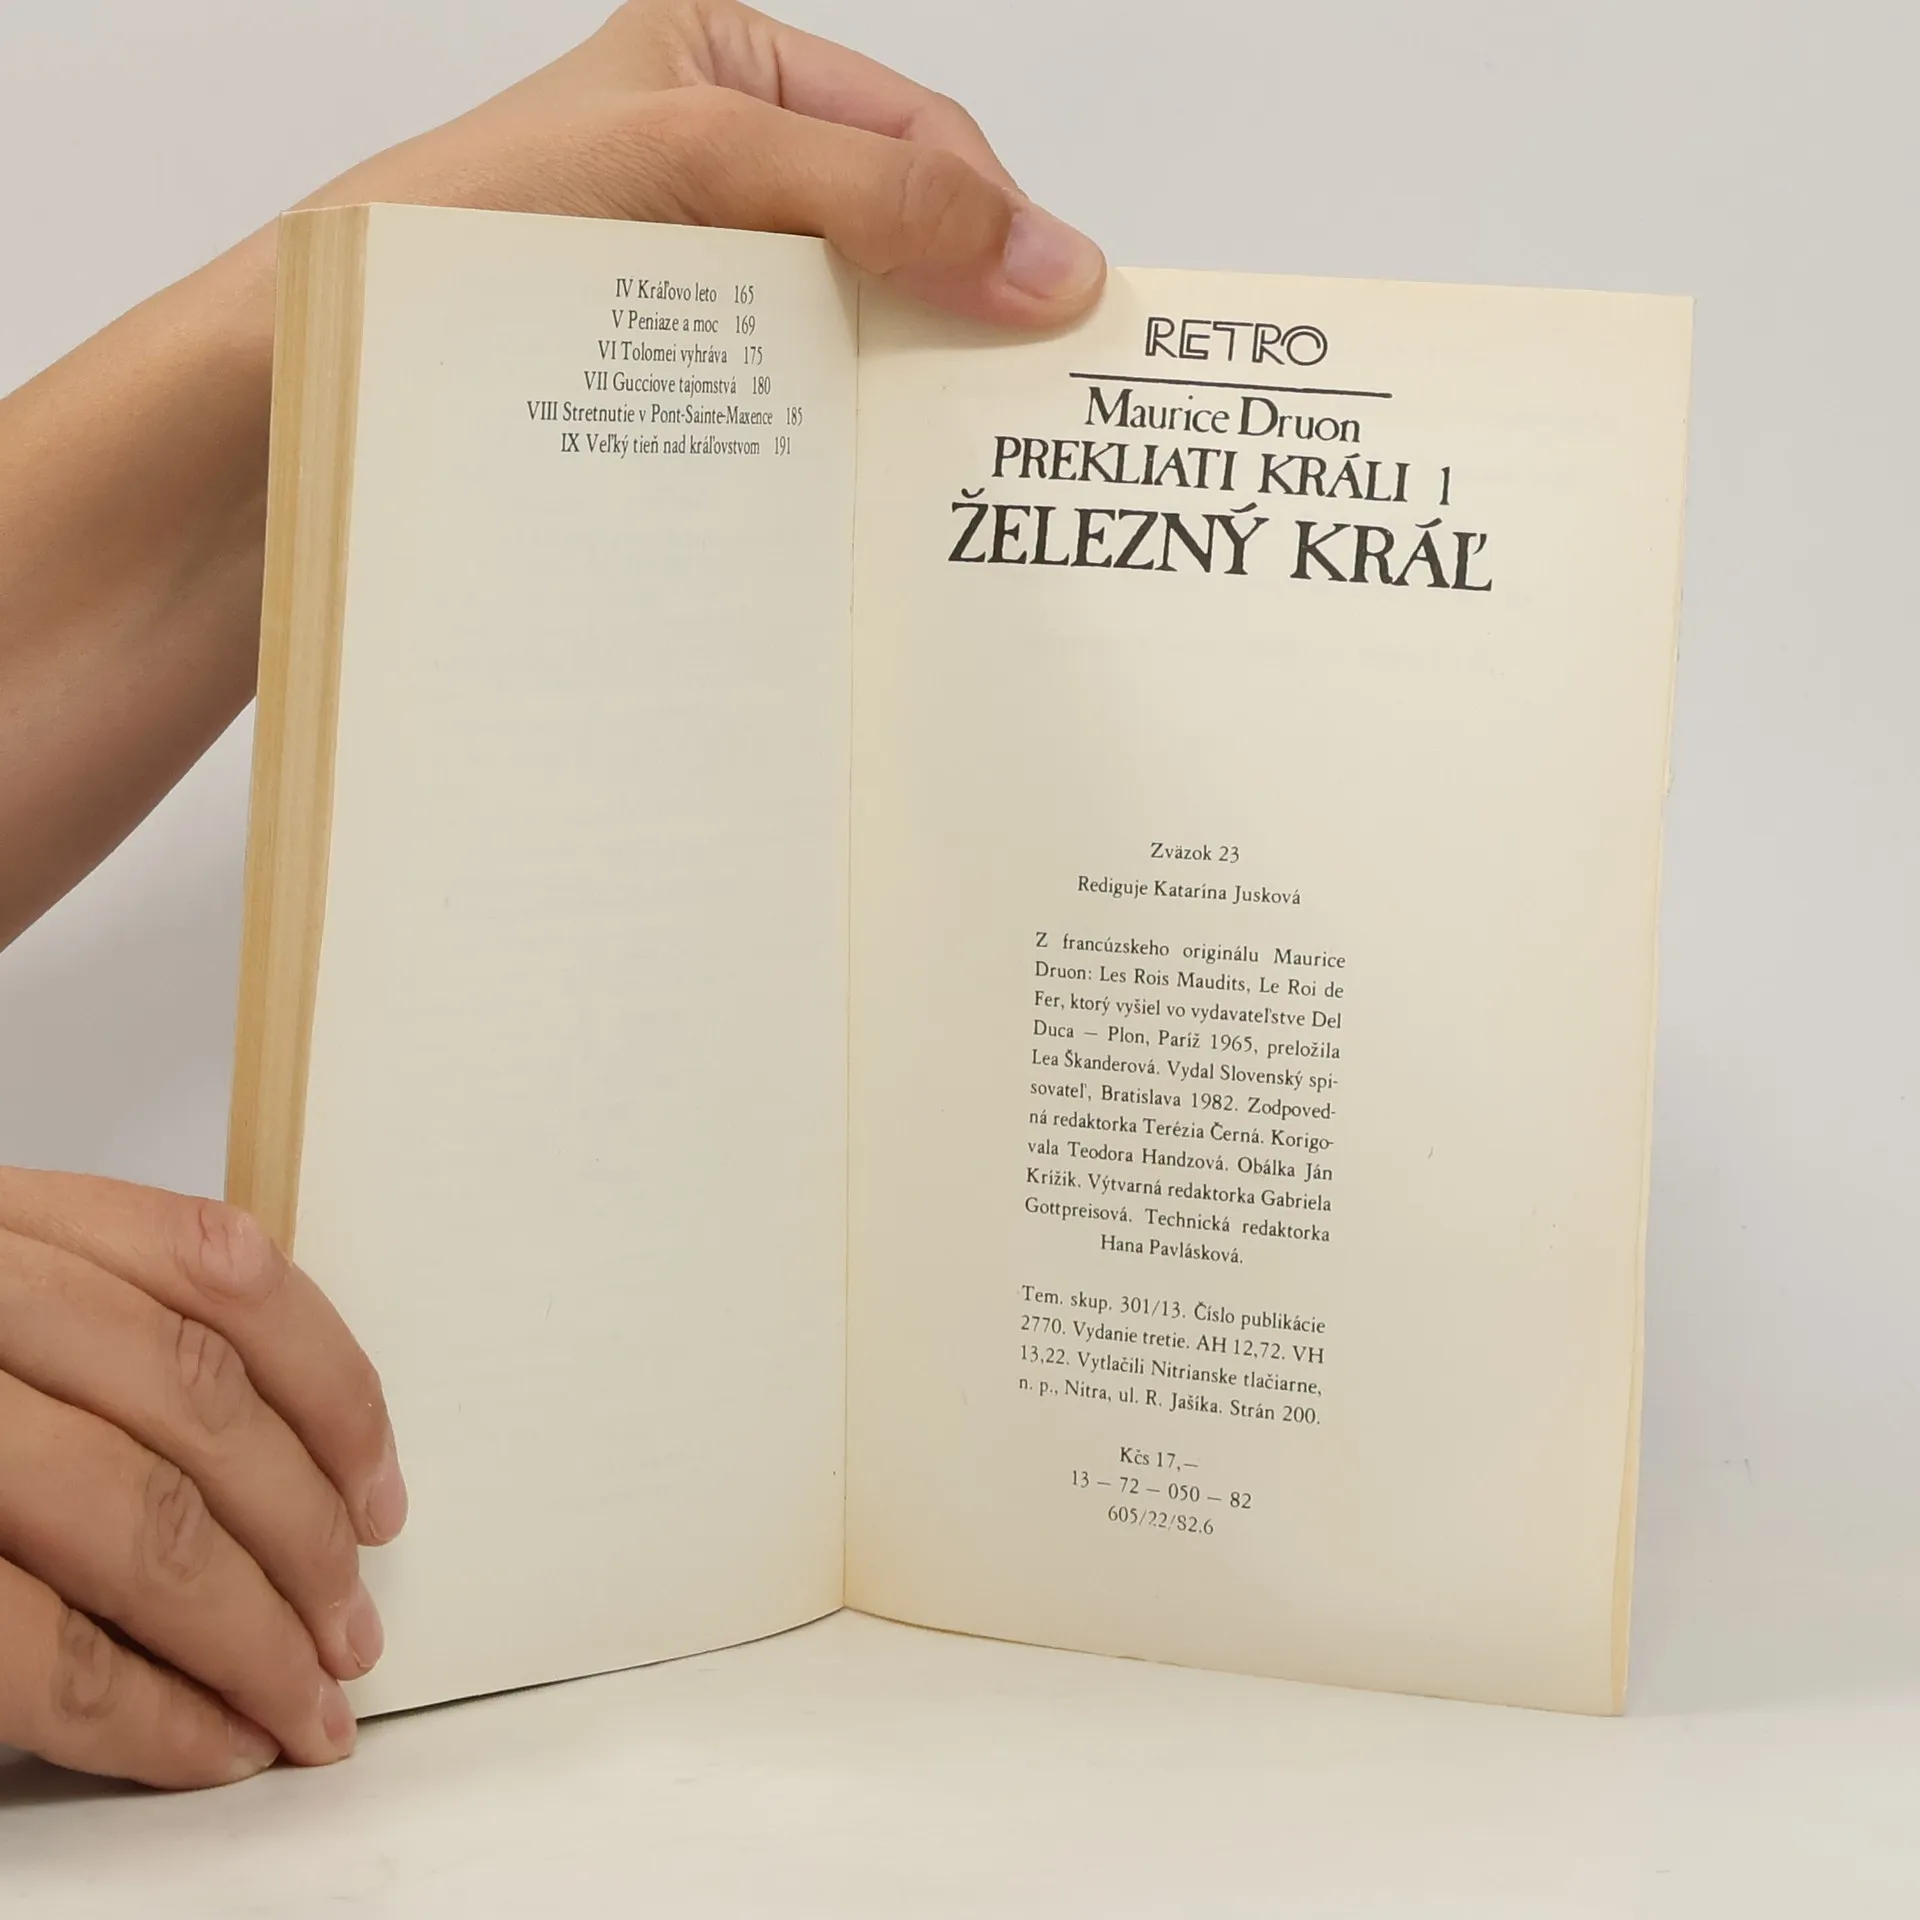 IV Kráľovo leto 165
V Peniaze a moc 169
VI Tolomei vyhráva 175
VII Gucciove tajomstvá 180
VIII Stretnutie v Pont-Sainte-Maxence 185
IX Veľký tieň nad kráľovstvom 191
RETRO
Maurice Druon
PREKLIATI KRÁLI 1
ŽELEZNÝ KRÁĽ
Zväzok 23
Rediguje Katarína Jusková
Z francúzskeho originálu Maurice
Druon: Les Rois Maudits, Le Roi de
Fer, ktorý vyšiel vo vydavateľstve Del
Duca — Plon, Paríž 1965, preložila
Lea Škanderová. Vydal Slovenský spi-
sovateľ, Bratislava 1982. Zodpoved-
ná redaktorka Terézia Černá. Korigo-
vala Teodora Handzová. Obálka Ján
Krížik. Výtvarná redaktorka Gabriela
Gottpreisová. Technická redaktorka
Hana Pavlásková.
Tem. skup. 301/13. Číslo publikácie
2770. Vydanie tretie. AH 12,72. VH
13,22. Vytlačili Nitrianske tlačiarne,
n. p., Nitra, ul. R. Jašíka. Strán 200.
Kčs 17,—
13 — 72 — 050 — 82
605/22/82.6